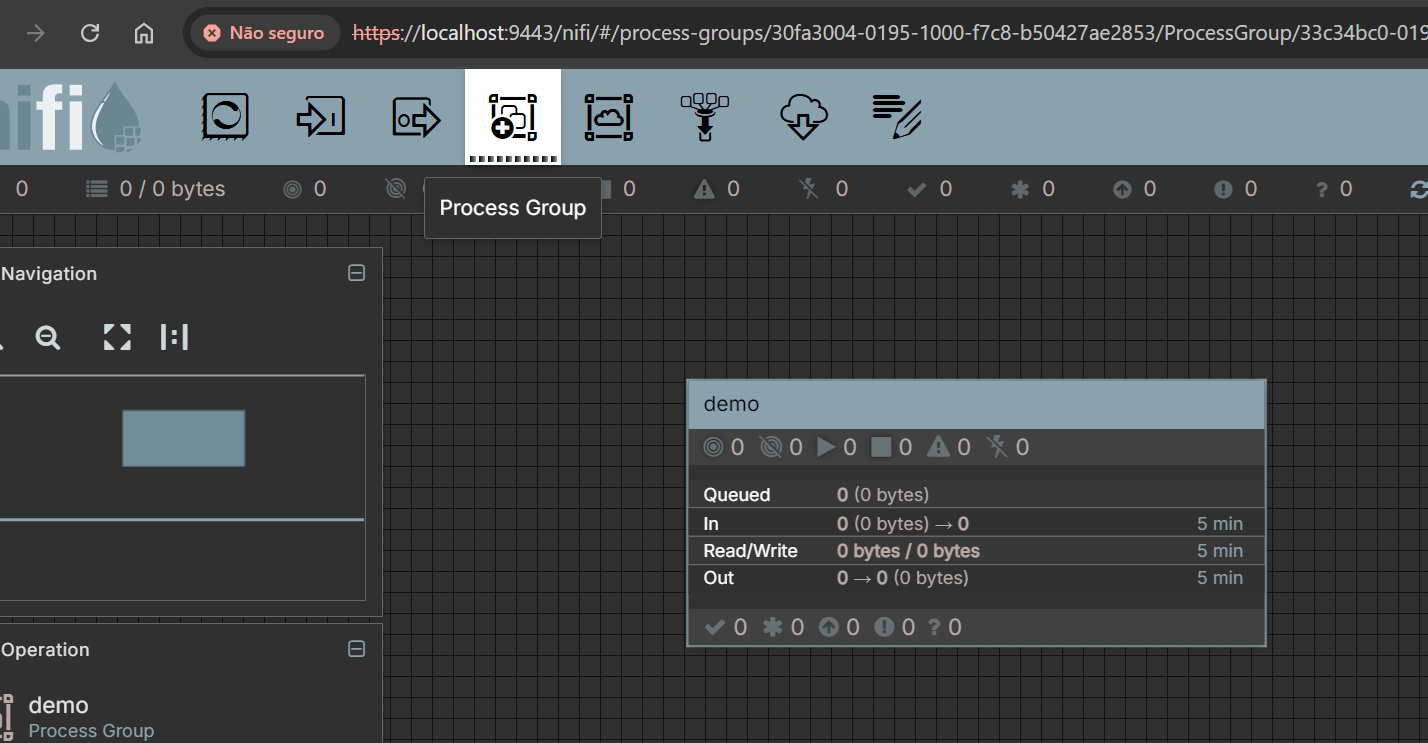 Não seguro https://localhost:9443/nifi/#/process-groups/30fa3004-0195-1000-f7c8-b50427ae2853/ProcessGroup/33c34bc0-019
nifi
I O
0 0 / 0 bytes 0 0 0 0 0 0 0 0 ? 0
Process Group
Navigation
demo
0 0 0 0 0 0
Queued 0 (0 bytes)
In 0 (0 bytes) → 0 5 min
Read/Write 0 bytes / 0 bytes 5 min
Out 0 → 0 (0 bytes) 5 min
0 0 0 0 ? 0
Operation
demo
Process Group